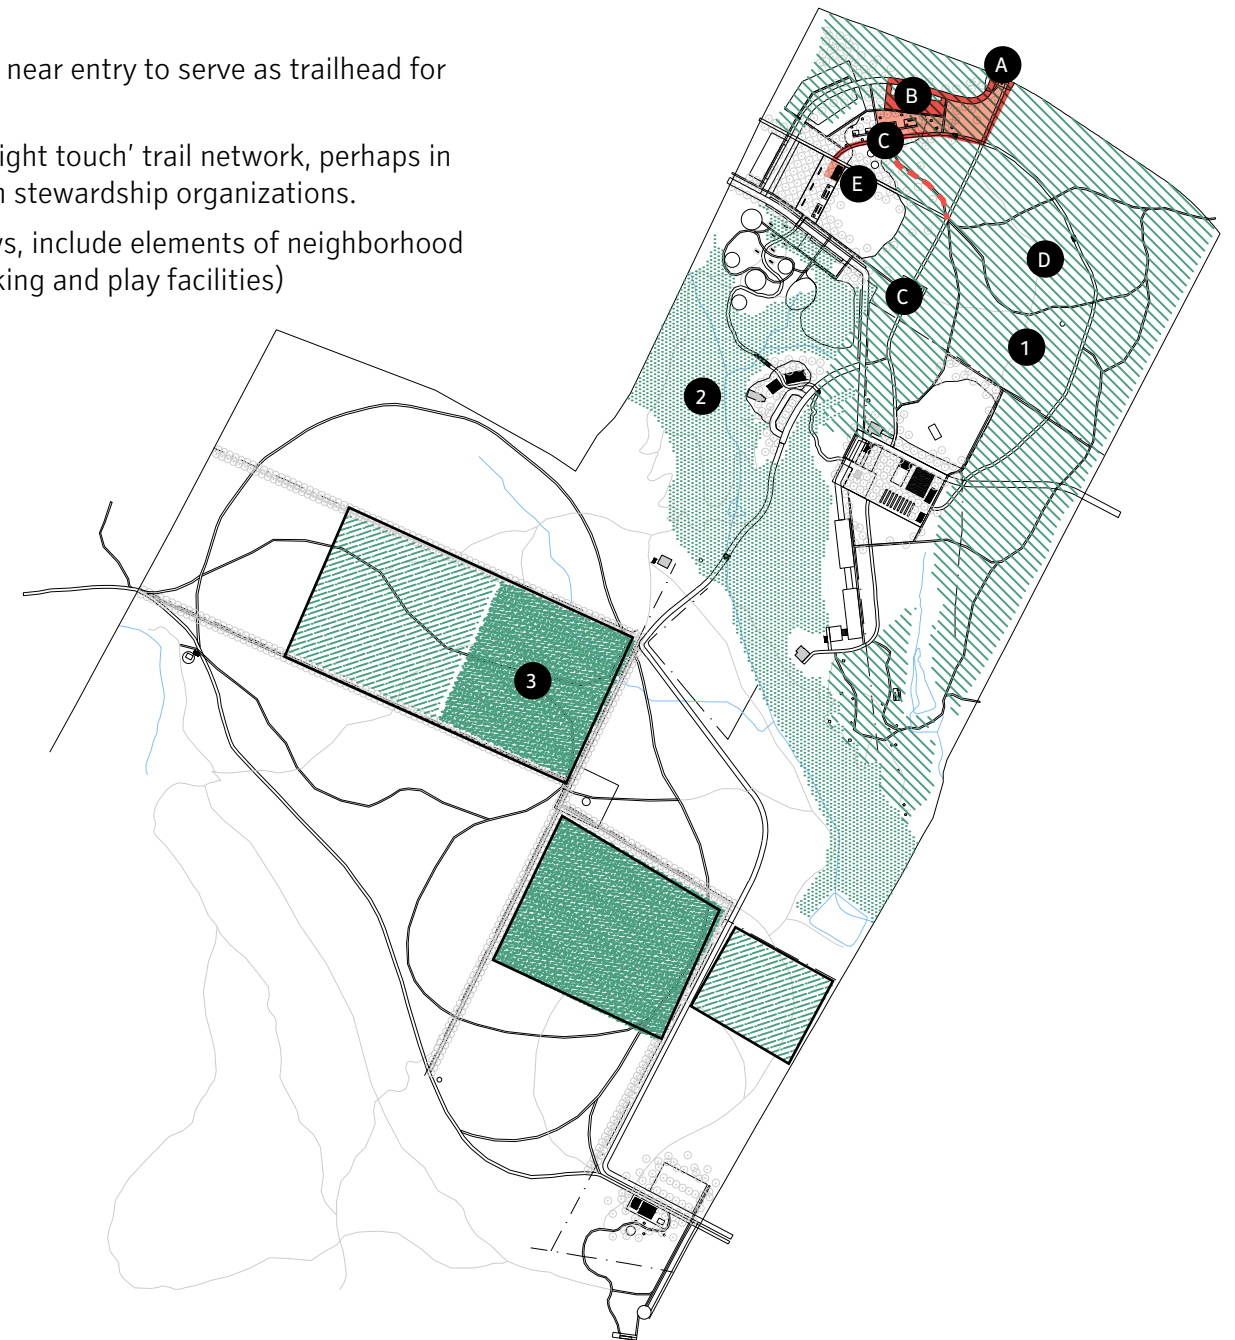 near entry to serve as trailhead for
ight touch’ trail network, perhaps in
stewardship organizations.
s, include elements of neighborhood
king and play facilities)
A
B
C
E
D
C
1
2
3